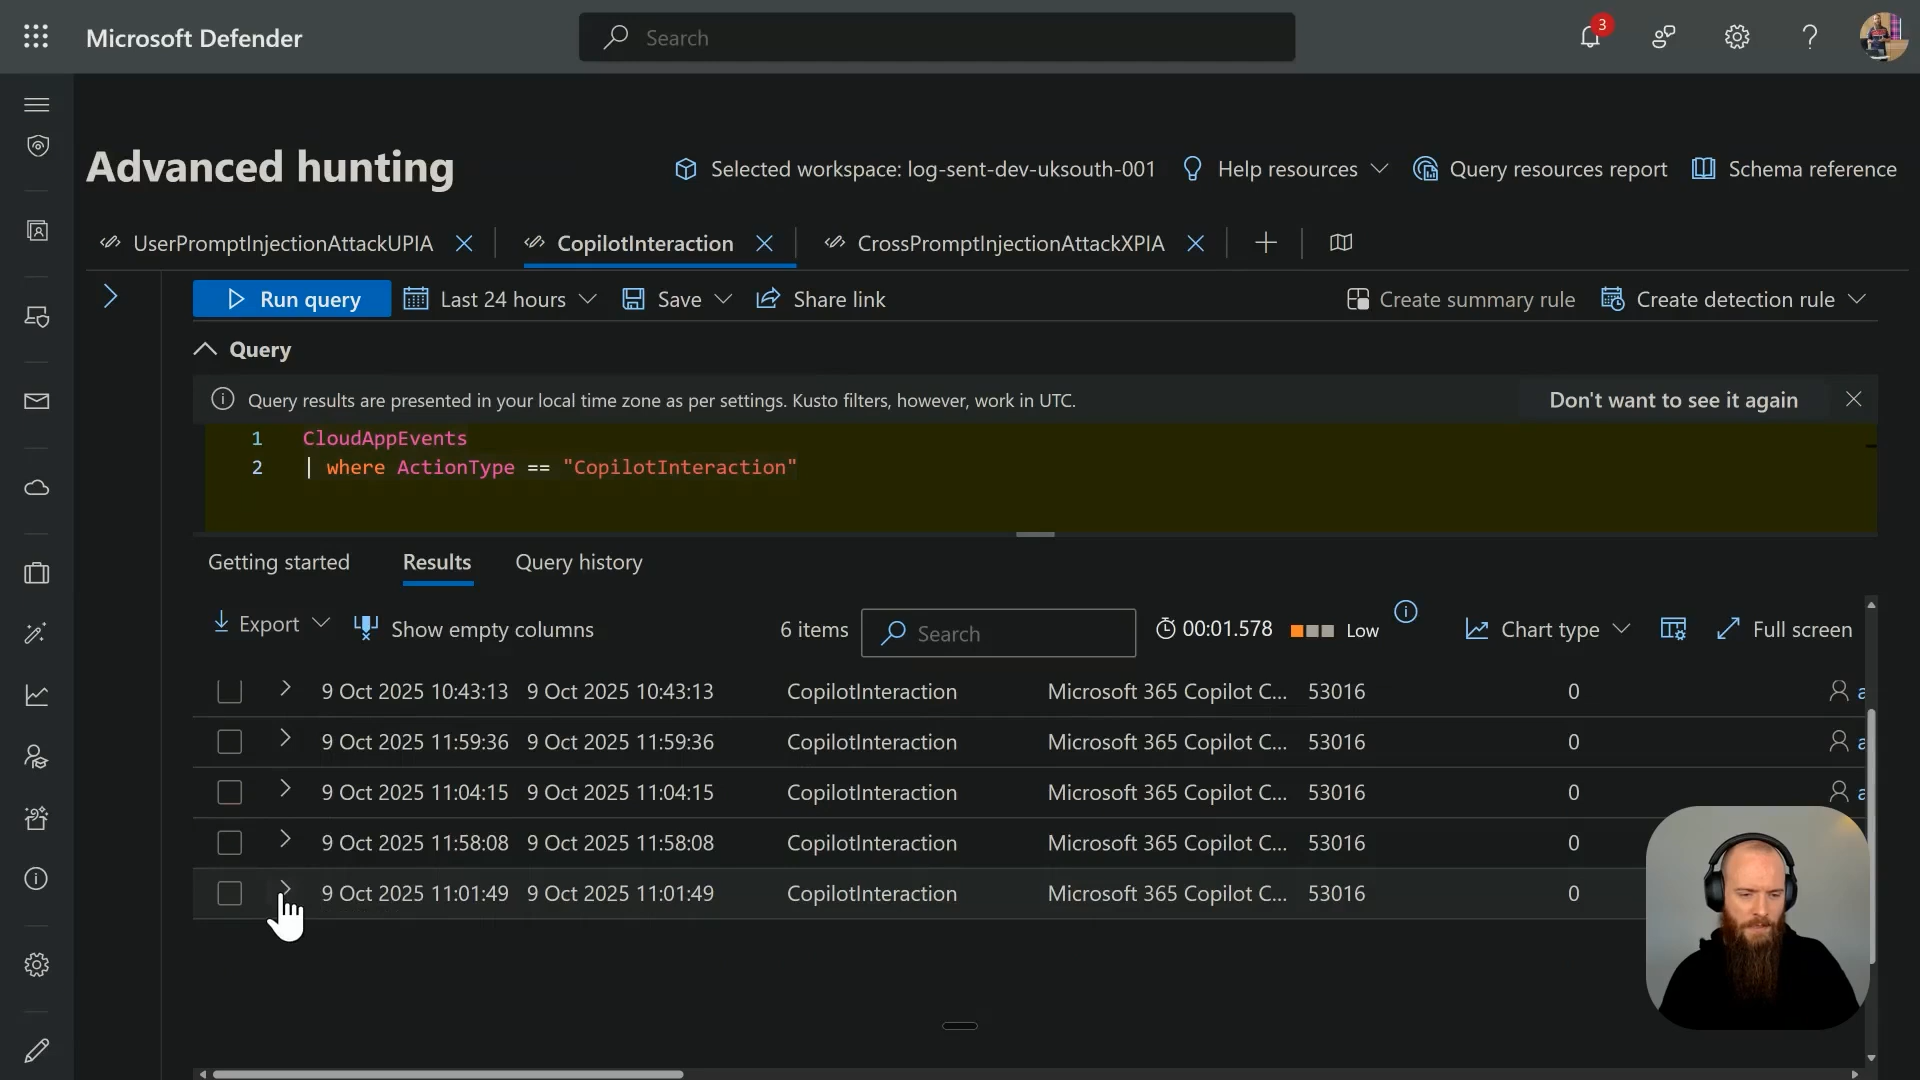 Microsoft Defender
Search
3
Advanced hunting
Selected workspace: log-sent-dev-uksouth-001
Help resources
Query resources report
Schema reference
UserPromptInjectionAttackUPIA
CopilotInteraction
CrossPromptInjectionAttackXPIA
Run query
Last 24 hours
Save
Share link
Create summary rule
Create detection rule
Query
Query results are presented in your local time zone as per settings. Kusto filters, however, work in UTC.
Don't want to see it again
1 CloudAppEvents
2 | where ActionType == "CopilotInteraction"
Getting started
Results
Query history
Export
Show empty columns
6 items
Search
00:01.578
Low
Chart type
Full screen
9 Oct 2025 10:43:13 9 Oct 2025 10:43:13 CopilotInteraction Microsoft 365 Copilot C... 53016 0 a
9 Oct 2025 11:59:36 9 Oct 2025 11:59:36 CopilotInteraction Microsoft 365 Copilot C... 53016 0 a
9 Oct 2025 11:04:15 9 Oct 2025 11:04:15 CopilotInteraction Microsoft 365 Copilot C... 53016 0 a
9 Oct 2025 11:58:08 9 Oct 2025 11:58:08 CopilotInteraction Microsoft 365 Copilot C... 53016 0
9 Oct 2025 11:01:49 9 Oct 2025 11:01:49 CopilotInteraction Microsoft 365 Copilot C... 53016 0